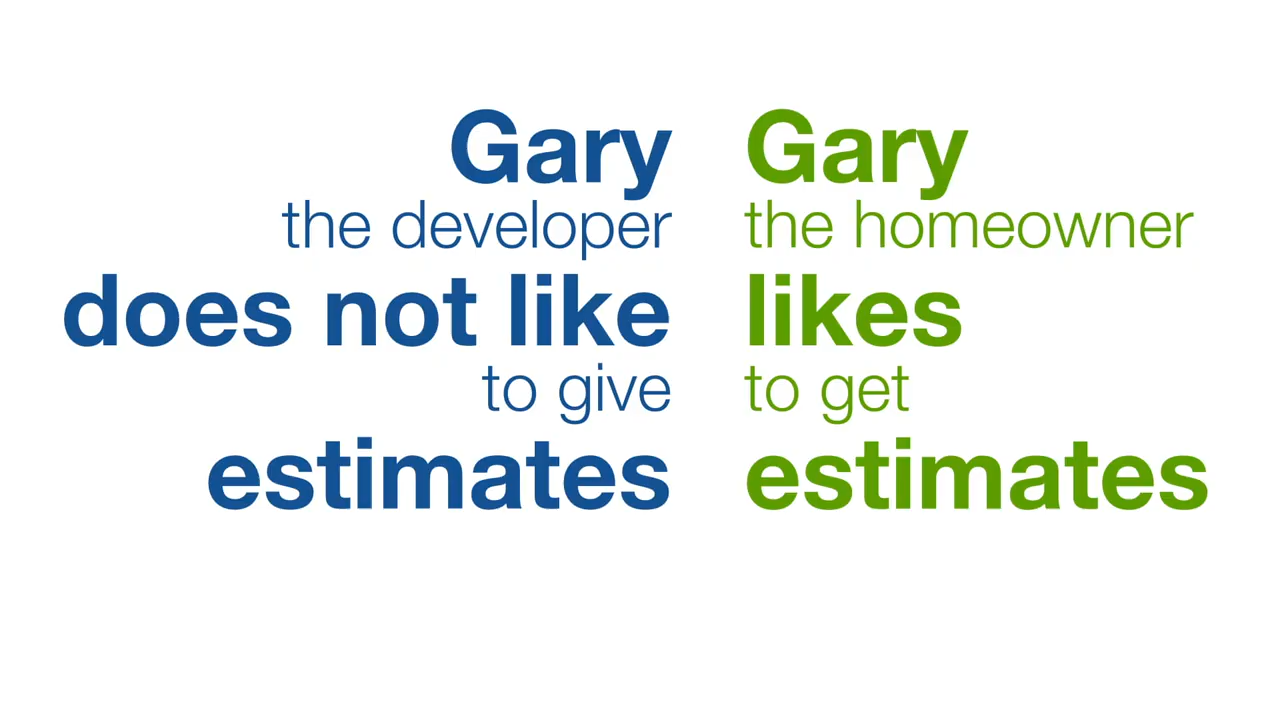 Gary
the developer
does not like
to give
estimates
Gary
the homeowner
likes
to get
estimates